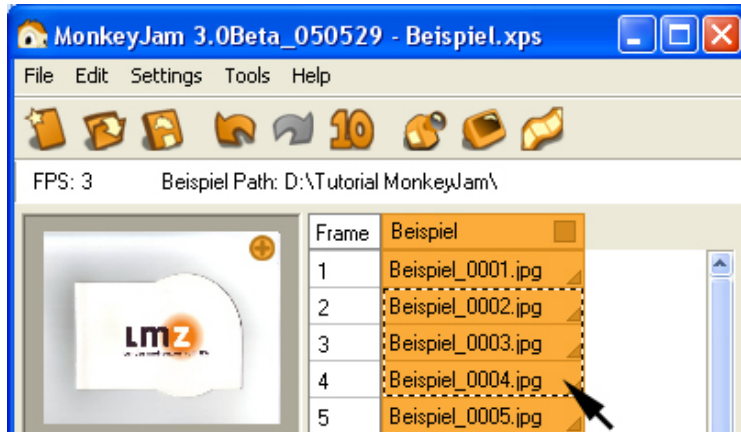 MonkeyJam 3.0Beta_050529 - Beispiel.xps
File Edit Settings Tools Help
10
FPS: 3 Beispiel Path: D:\Tutorial MonkeyJam\
Frame Beispiel
1 Beispiel_0001.jpg
LMZ
2 Beispiel_0002.jpg
3 Beispiel_0003.jpg
4 Beispiel_0004.jpg
5 Beispiel_0005.jpg